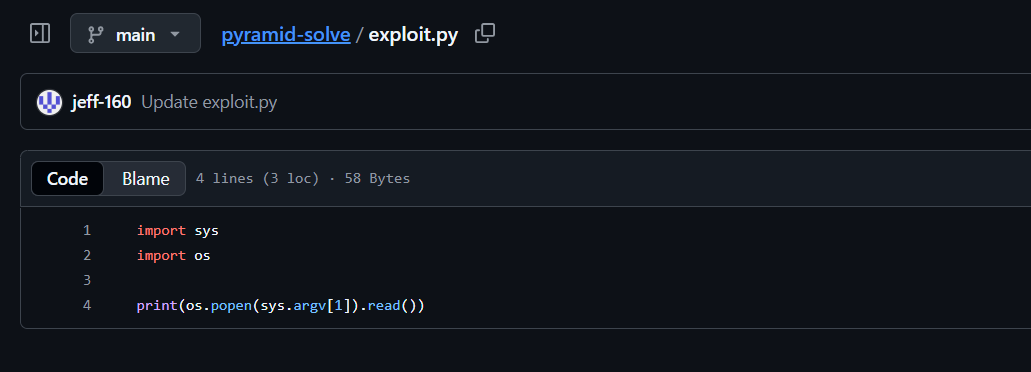 main pyramid-solve / exploit.py
jeff-160 Update exploit.py
Code Blame 4 lines (3 loc) · 58 Bytes
1 import sys
2 import os
3
4 print(os.popen(sys.argv[1]).read())